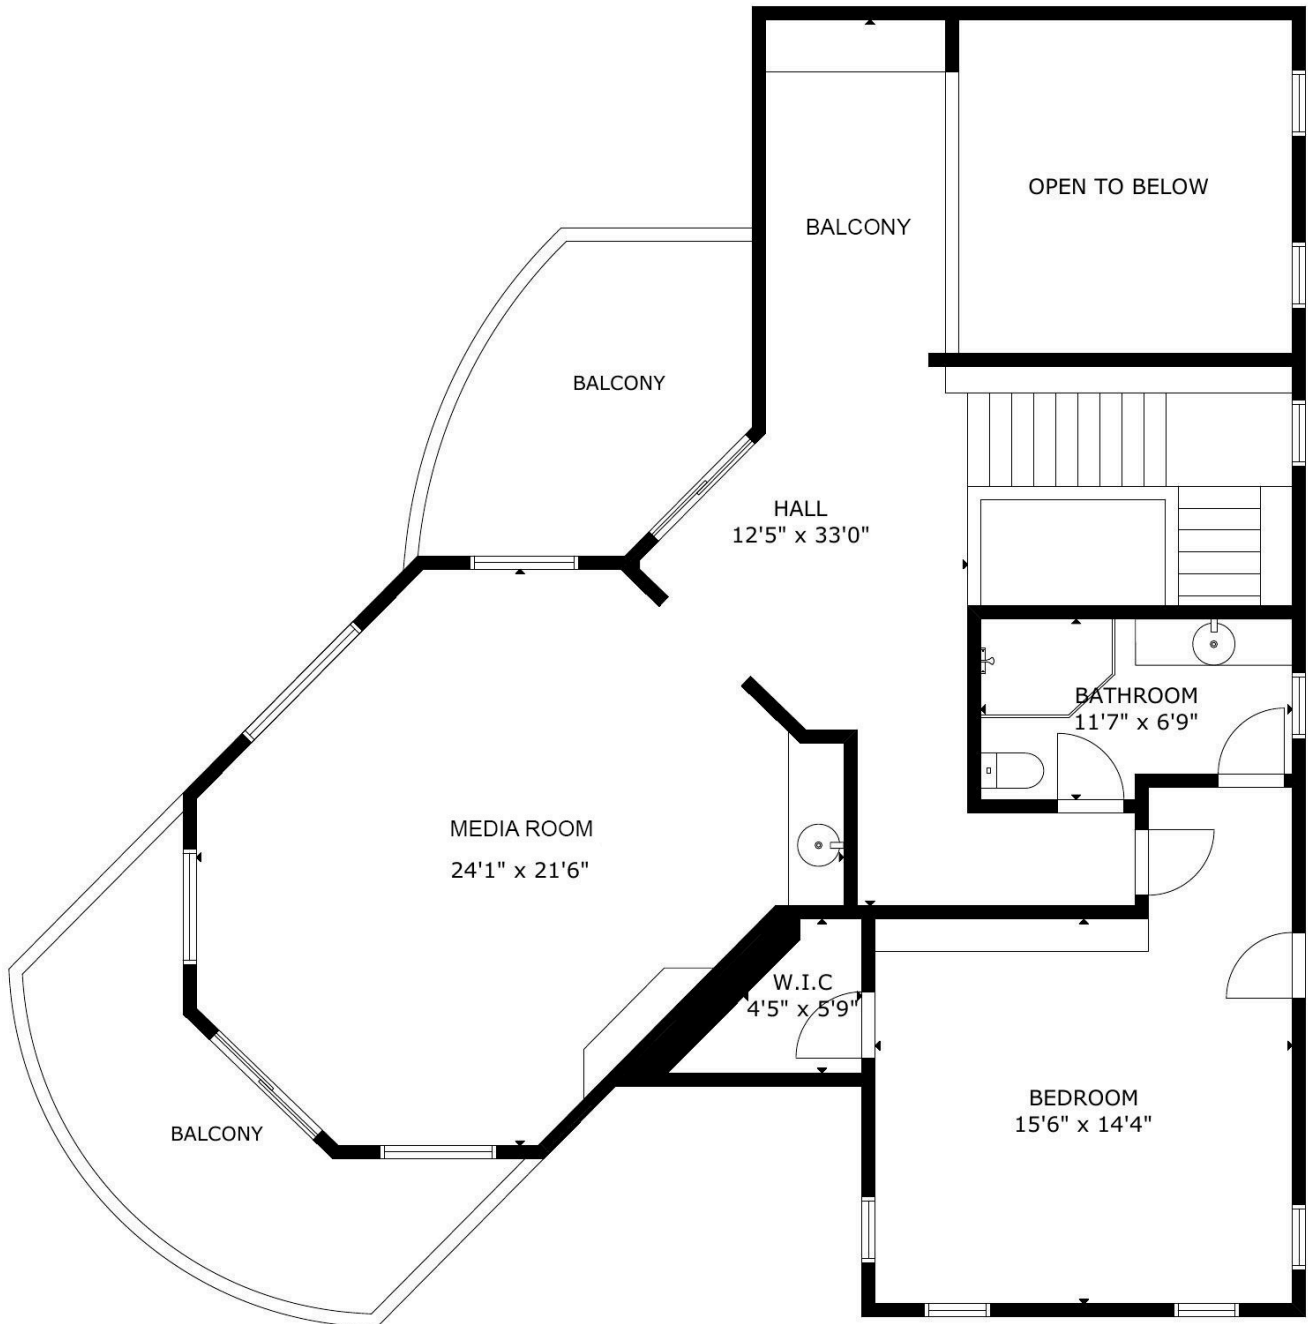 OPEN TO BELOW
BALCONY
BALCONY
HALL
12'5" x 33'0"
BATHROOM
11'7" x 6'9"
MEDIA ROOM
24'1" x 21'6"
W.I.C
4'5" x 5'9"
BEDROOM
15'6" x 14'4"
BALCONY